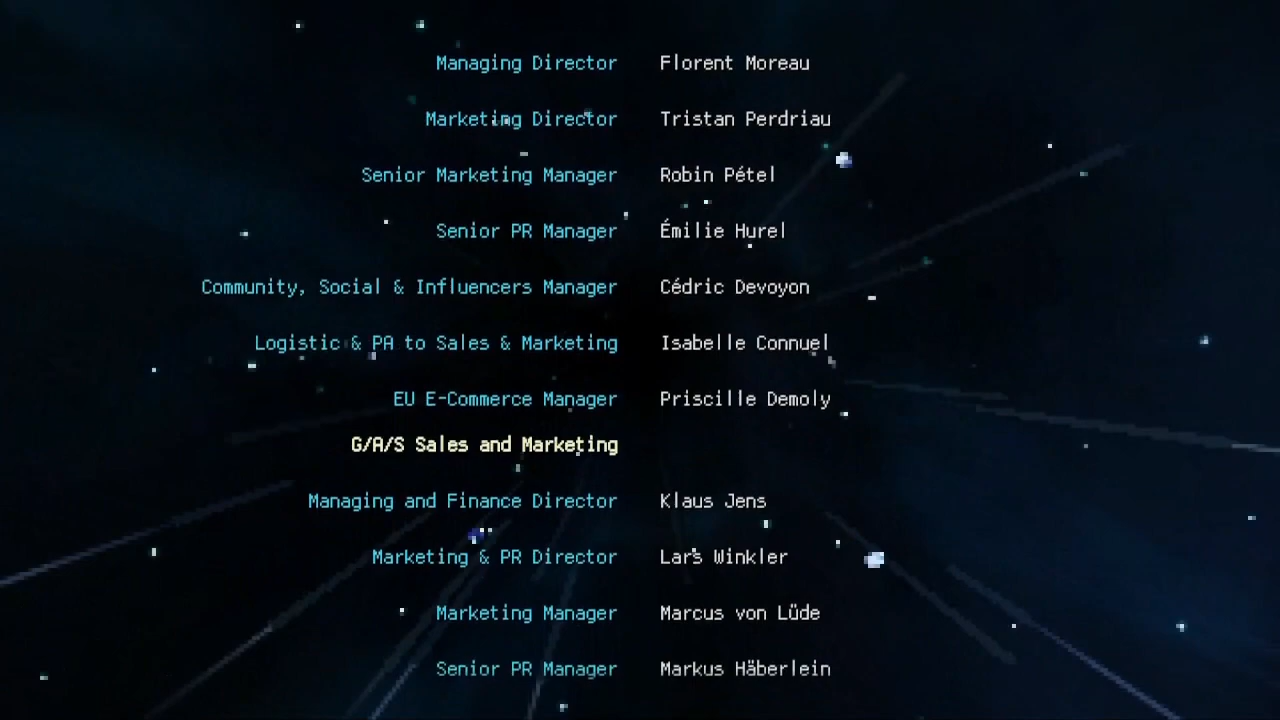 Managing Director Florent Moreau
Marketing Director Tristan Perdriau
Senior Marketing Manager Robin Pétel
Senior PR Manager Émilie Hurel
Community, Social & Influencers Manager Cédric Devoyon
Logistic & PA to Sales & Marketing Isabelle Connuel
EU E-Commerce Manager Priscille Demoly
G/A/S Sales and Marketing
Managing and Finance Director Klaus Jens
Marketing & PR Director Lars Winkler
Marketing Manager Marcus von Lüde
Senior PR Manager Markus Häberlein